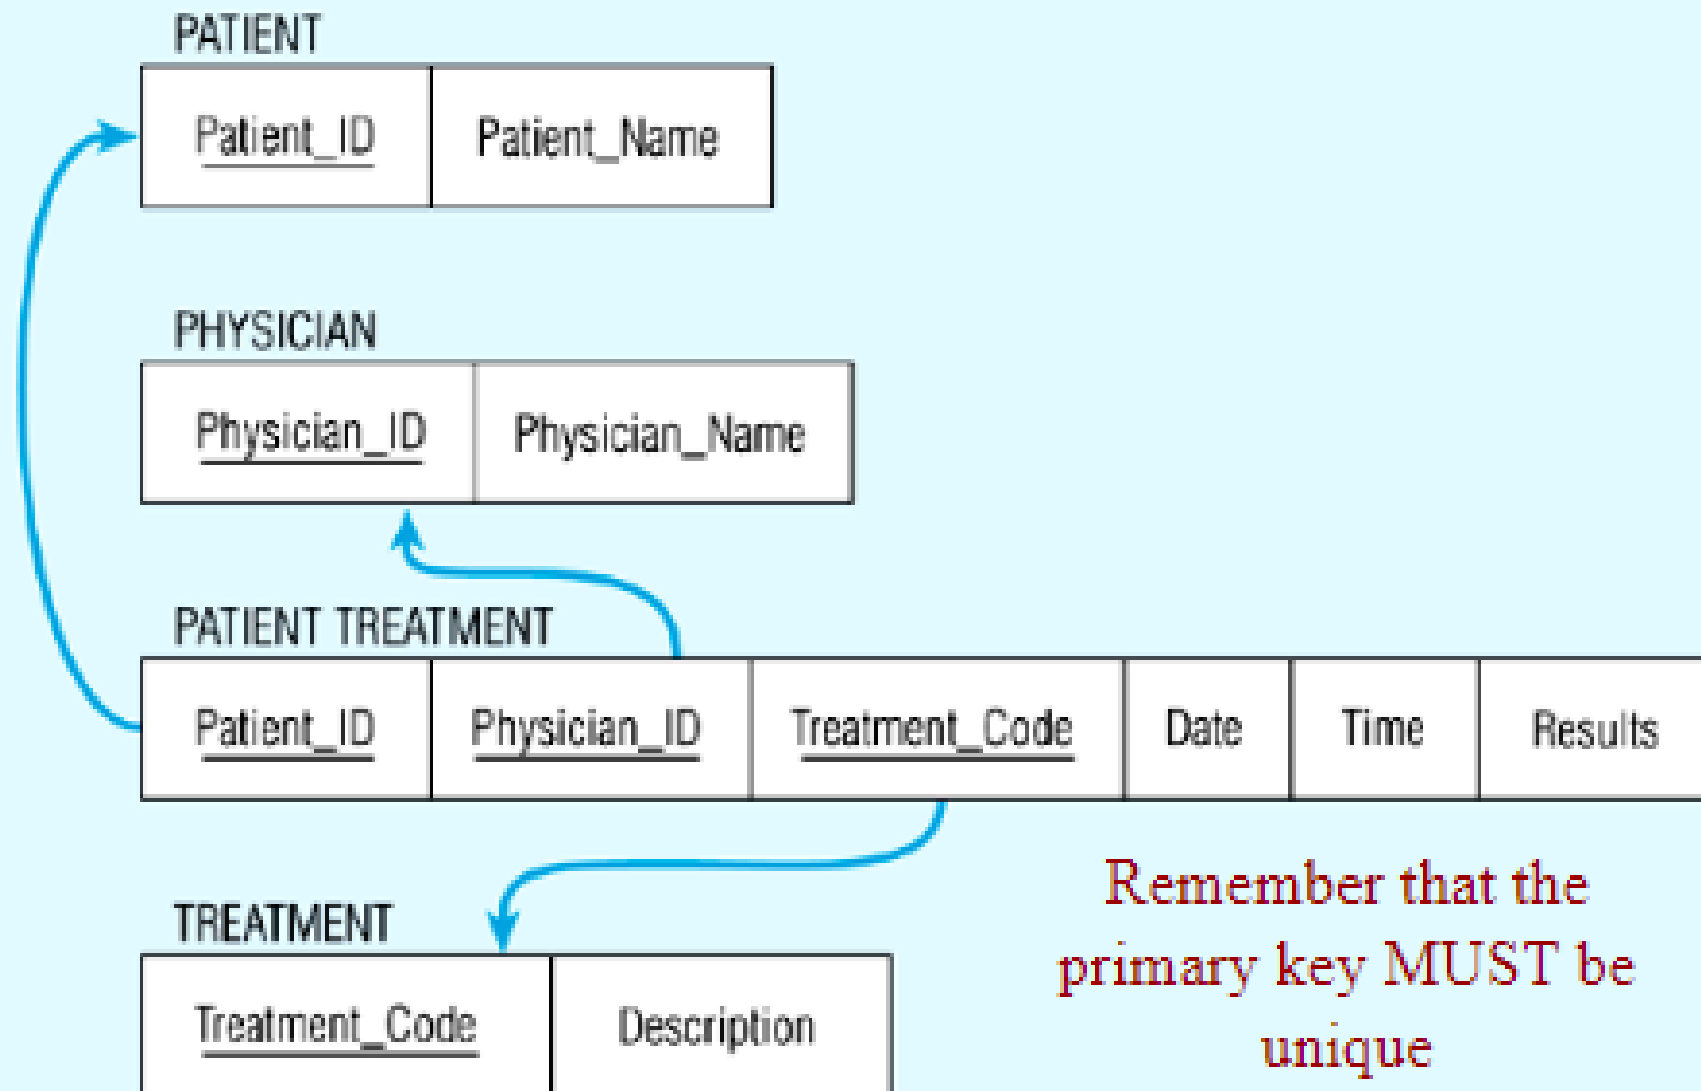 PATIENT
Patient_ID Patient_Name
PHYSICIAN
Physician_ID Physician_Name
PATIENT TREATMENT
Patient_ID Physician_ID Treatment_Code Date Time Results
Remember that the
primary key MUST be
unique
TREATMENT
Treatment_Code Description